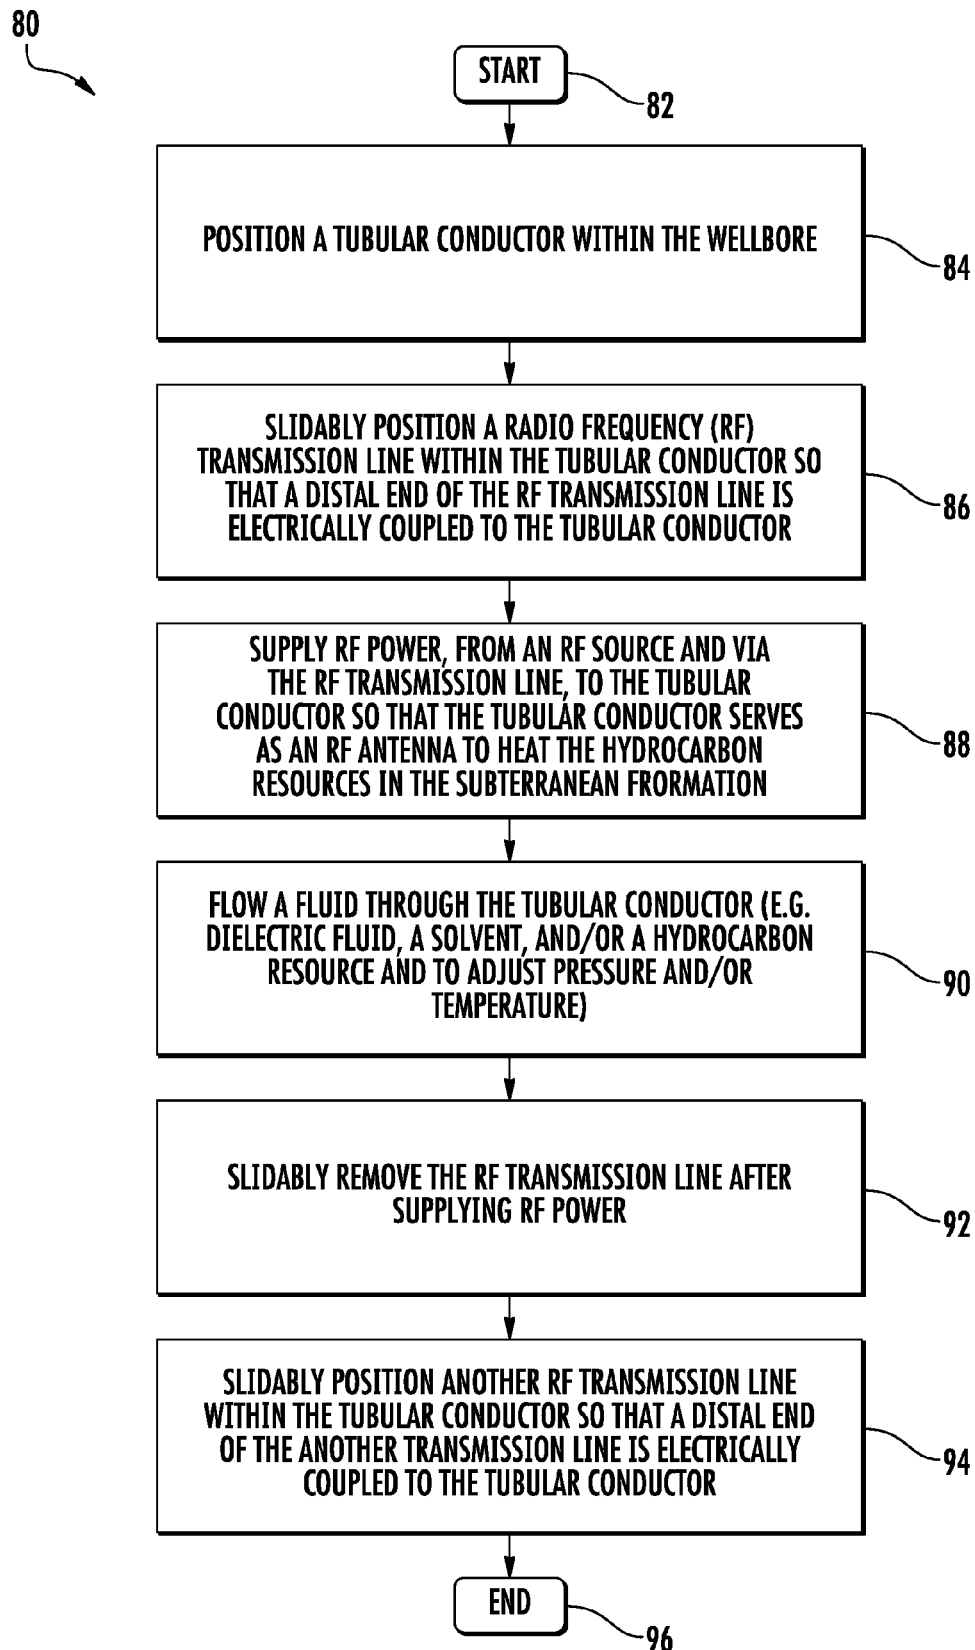 80
START
82
POSITION A TUBULAR CONDUCTOR WITHIN THE WELLBORE
84
SLIDABLY POSITION A RADIO FREQUENCY (RF)
TRANSMISSION LINE WITHIN THE TUBULAR CONDUCTOR SO
THAT A DISTAL END OF THE RF TRANSMISSION LINE IS
ELECTRICALLY COUPLED TO THE TUBULAR CONDUCTOR
86
SUPPLY RF POWER, FROM AN RF SOURCE AND VIA
THE RF TRANSMISSION LINE, TO THE TUBULAR
CONDUCTOR SO THAT THE TUBULAR CONDUCTOR SERVES
AS AN RF ANTENNA TO HEAT THE HYDROCARBON
RESOURCES IN THE SUBTERRANEAN FRORMATION
88
FLOW A FLUID THROUGH THE TUBULAR CONDUCTOR (E.G.
DIELECTRIC FLUID, A SOLVENT, AND/OR A HYDROCARBON
RESOURCE AND TO ADJUST PRESSURE AND/OR
TEMPERATURE)
90
SLIDABLY REMOVE THE RF TRANSMISSION LINE AFTER
SUPPLYING RF POWER
92
SLIDABLY POSITION ANOTHER RF TRANSMISSION LINE
WITHIN THE TUBULAR CONDUCTOR SO THAT A DISTAL END
OF THE ANOTHER TRANSMISSION LINE IS ELECTRICALLY
COUPLED TO THE TUBULAR CONDUCTOR
94
END
96